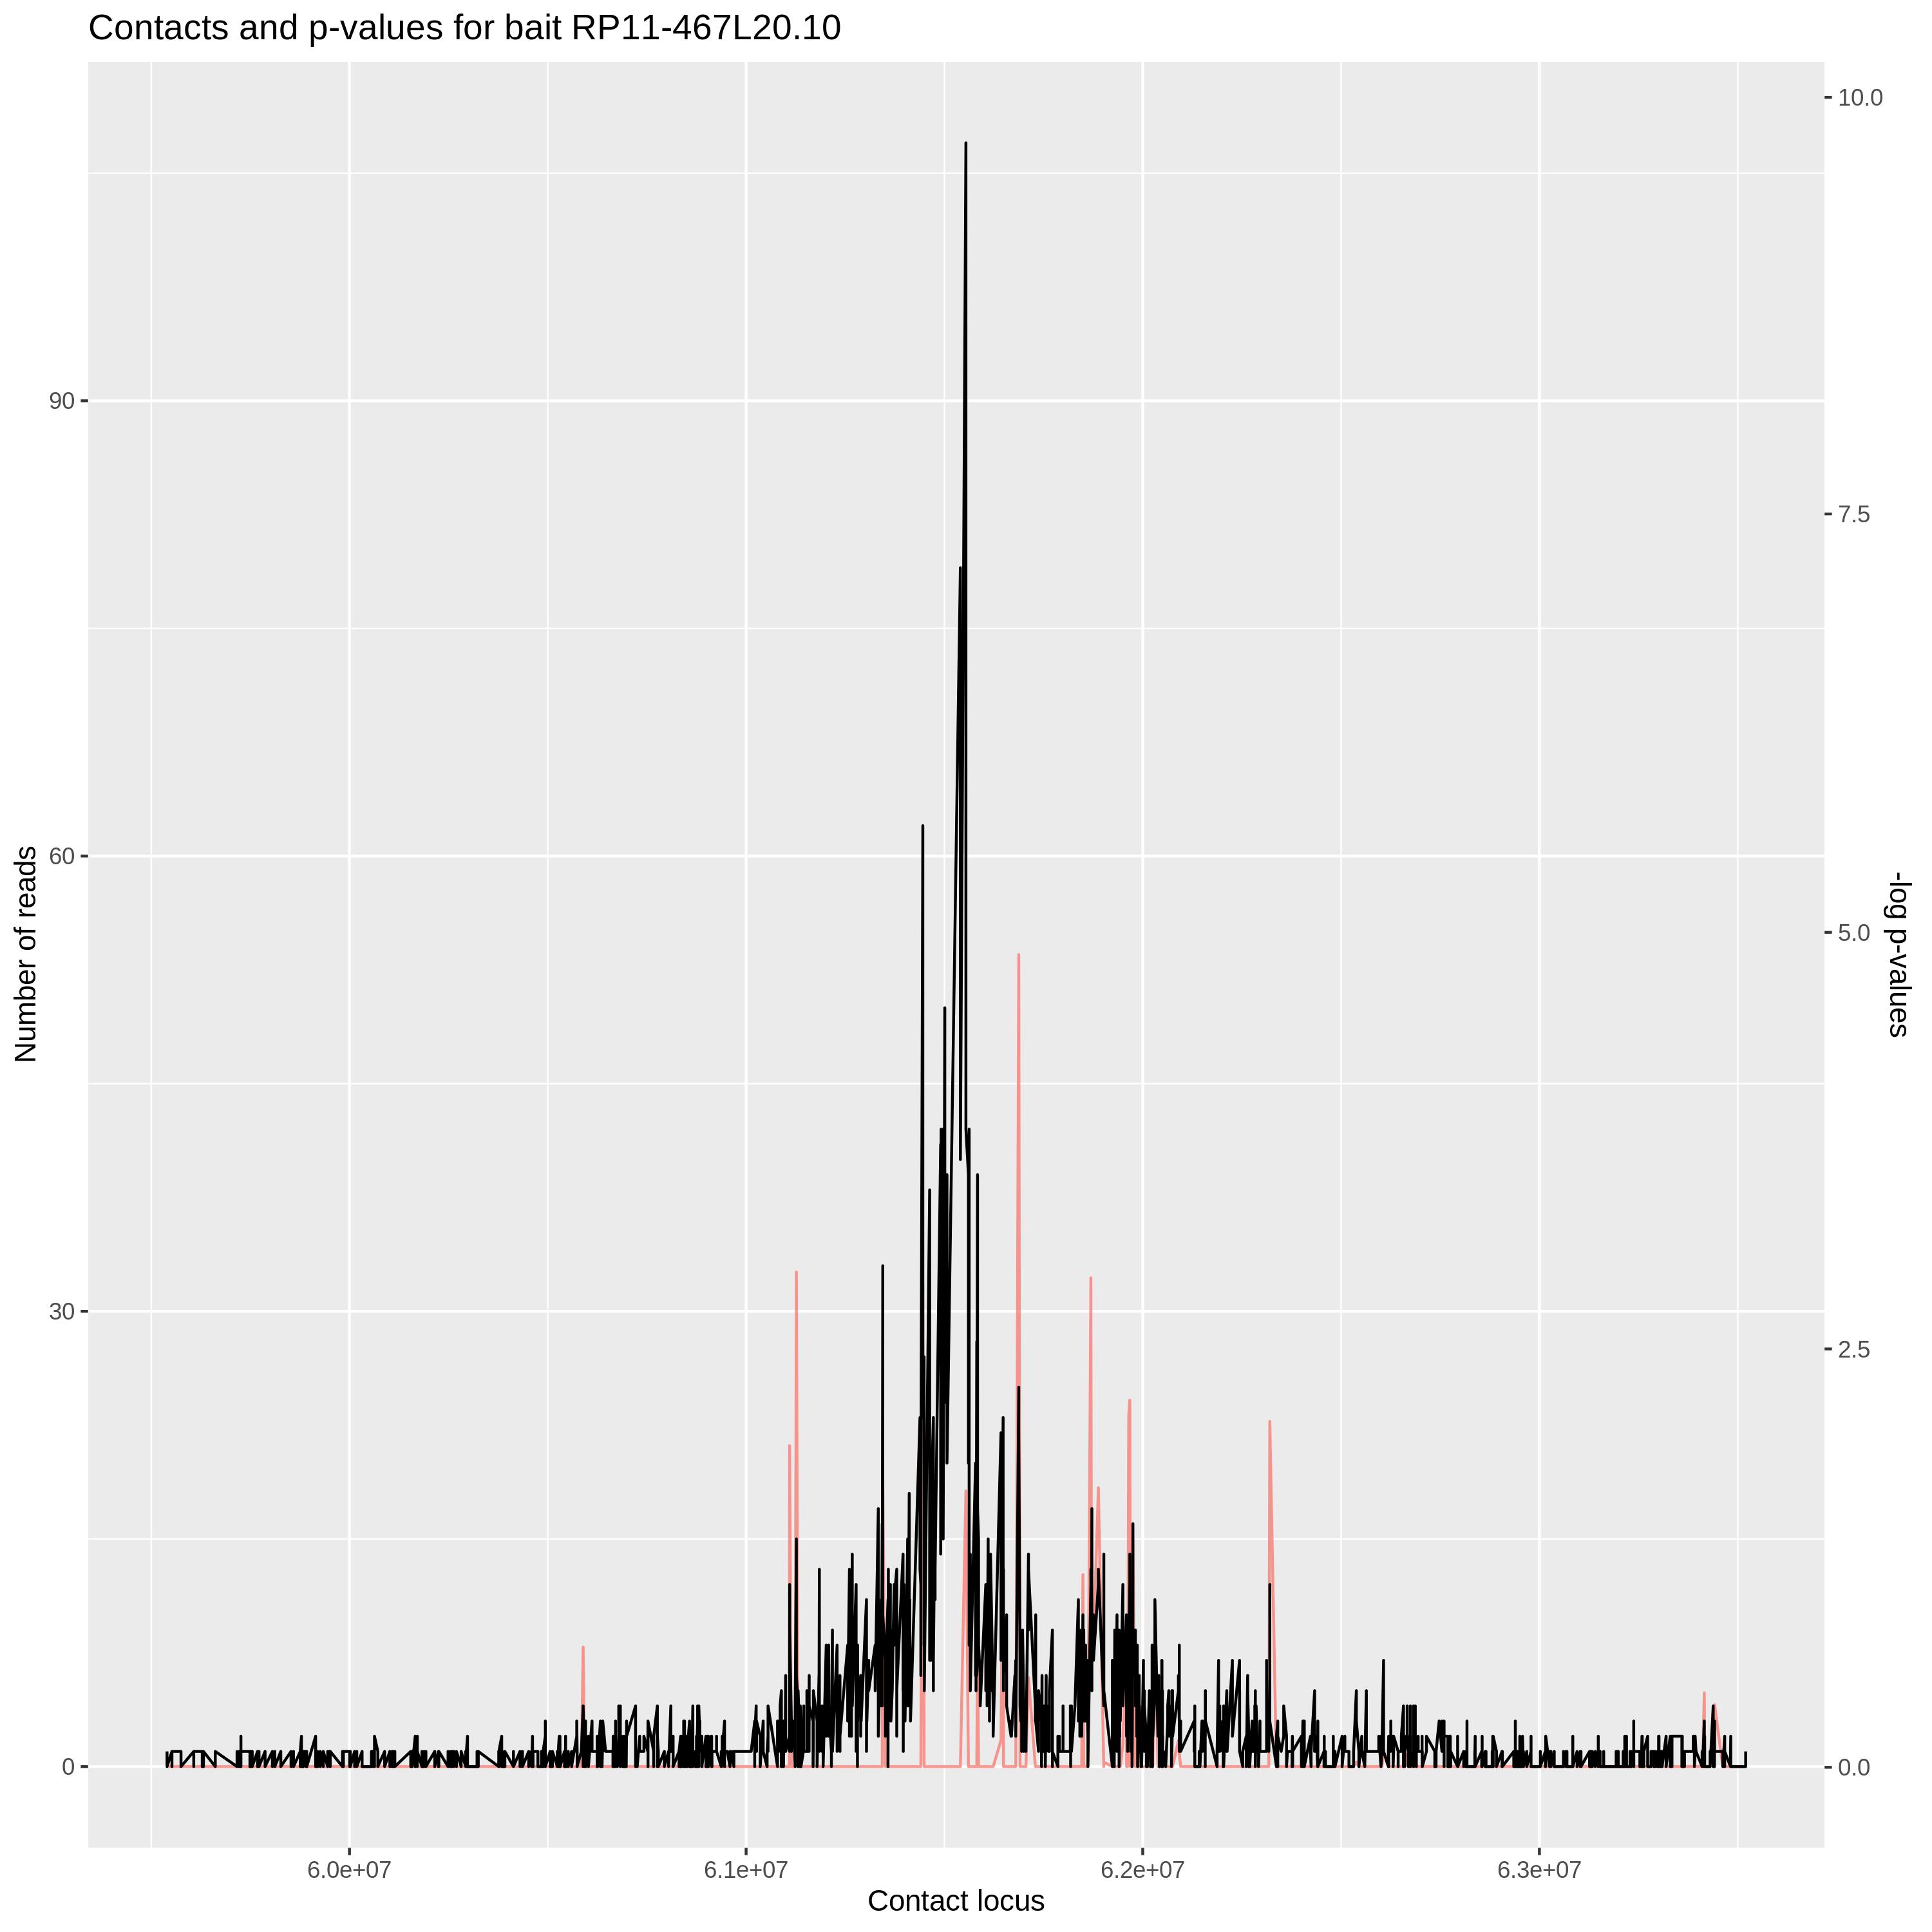 Contacts and p-values for bait RP11-467L20.10
10.0
90
7.5
Number of reads
60
5.0
-log p-values
30
2.5
0
0.0
6.0e+07
6.1e+07
6.2e+07
6.3e+07
Contact locus